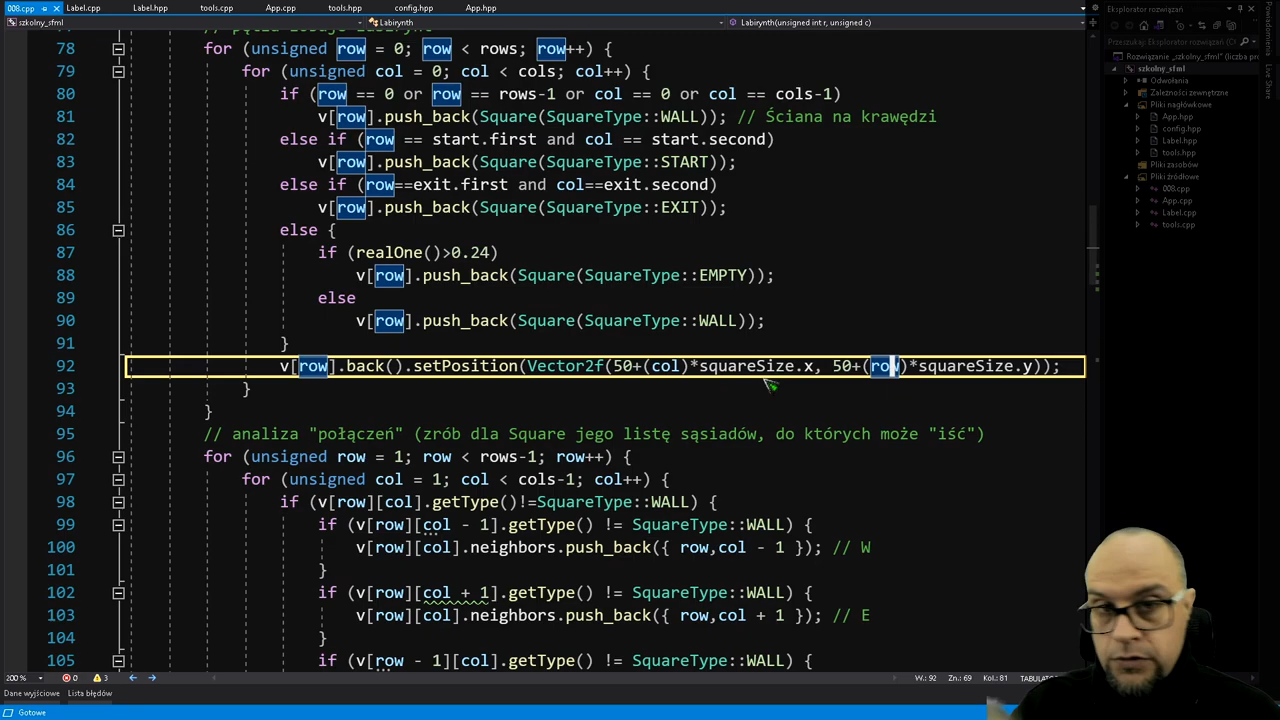 008.cpp Label.cpp Label.hpp tools.cpp App.cpp tools.hpp config.hpp App.hpp
szkolny_sfml Labirynth Labirynth(unsigned int r, unsigned c)
78 for (unsigned row = 0; row < rows; row++) {
79 for (unsigned col = 0; col < cols; col++) {
80 if (row == 0 or row == rows-1 or col == 0 or col == cols-1)
81 v[row].push_back(Square(SquareType::WALL)); // Ściana na krawędzi
82 else if (row == start.first and col == start.second)
83 v[row].push_back(Square(SquareType::START));
84 else if (row==exit.first and col==exit.second)
85 v[row].push_back(Square(SquareType::EXIT));
86 else {
87 if (realOne()>0.24)
88 v[row].push_back(Square(SquareType::EMPTY));
89 else
90 v[row].push_back(Square(SquareType::WALL));
91 }
92 v[row].back().setPosition(Vector2f(50+(col)*squareSize.x, 50+(row)*squareSize.y));
93 }
94 }
95 // analiza "połączeń" (zrób dla Square jego listę sąsiadów, do których może "iść")
96 for (unsigned row = 1; row < rows-1; row++) {
97 for (unsigned col = 1; col < cols-1; col++) {
98 if (v[row][col].getType()!=SquareType::WALL) {
99 if (v[row][col - 1].getType() != SquareType::WALL) {
100 v[row][col].neighbors.push_back({ row,col - 1 }); // W
101 }
102 if (v[row][col + 1].getType() != SquareType::WALL) {
103 v[row][col].neighbors.push_back({ row,col + 1 }); // E
104 }
105 if (v[row - 1][col].getType() != SquareType::WALL) {
200 % 0 3 W.: 92 Zn.: 69 Kol.: 81 TABULATO
Dane wyjściowe Lista błędów
Gotowe
Eksplorator rozwiązań
Przeszukaj: Eksplorator rozwiązań
Rozwiązanie „szkolny_sfml" (liczba pr
szkolny_sfml
Odwołania
Zależności zewnętrzne
Pliki nagłówkowe
App.hpp
config.hpp
Label.hpp
tools.hpp
Pliki zasobów
Pliki źródłowe
008.cpp
App.cpp
Label.cpp
tools.cpp
Powiadomienia
Live Share